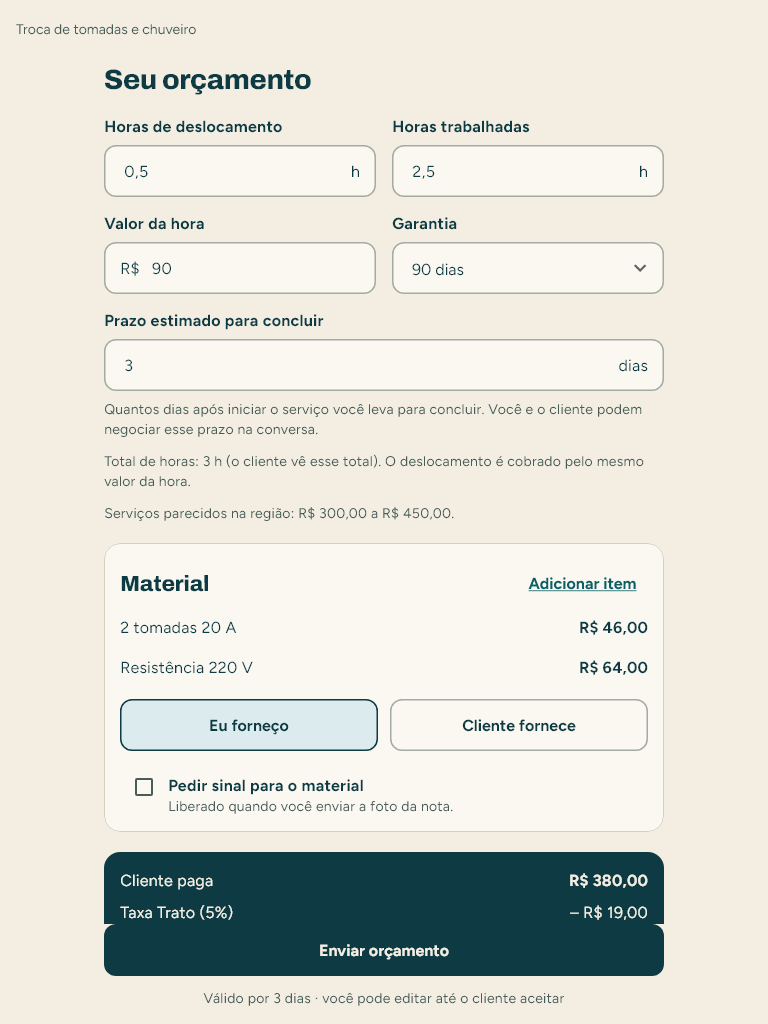 Troca de tomadas e chuveiro
Seu orçamento
Horas de deslocamento
Horas trabalhadas
0,5 h
2,5 h
Valor da hora
Garantia
R$ 90
90 dias
Prazo estimado para concluir
3 dias
Quantos dias após iniciar o serviço você leva para concluir. Você e o cliente podem
negociar esse prazo na conversa.
Total de horas: 3 h (o cliente vê esse total). O deslocamento é cobrado pelo mesmo
valor da hora.
Serviços parecidos na região: R$ 300,00 a R$ 450,00.
Material
Adicionar item
2 tomadas 20 A R$ 46,00
Resistência 220 V R$ 64,00
Eu forneço
Cliente fornece
Pedir sinal para o material
Liberado quando você enviar a foto da nota.
Cliente paga R$ 380,00
Taxa Trato (5%) – R$ 19,00
Enviar orçamento
Válido por 3 dias · você pode editar até o cliente aceitar